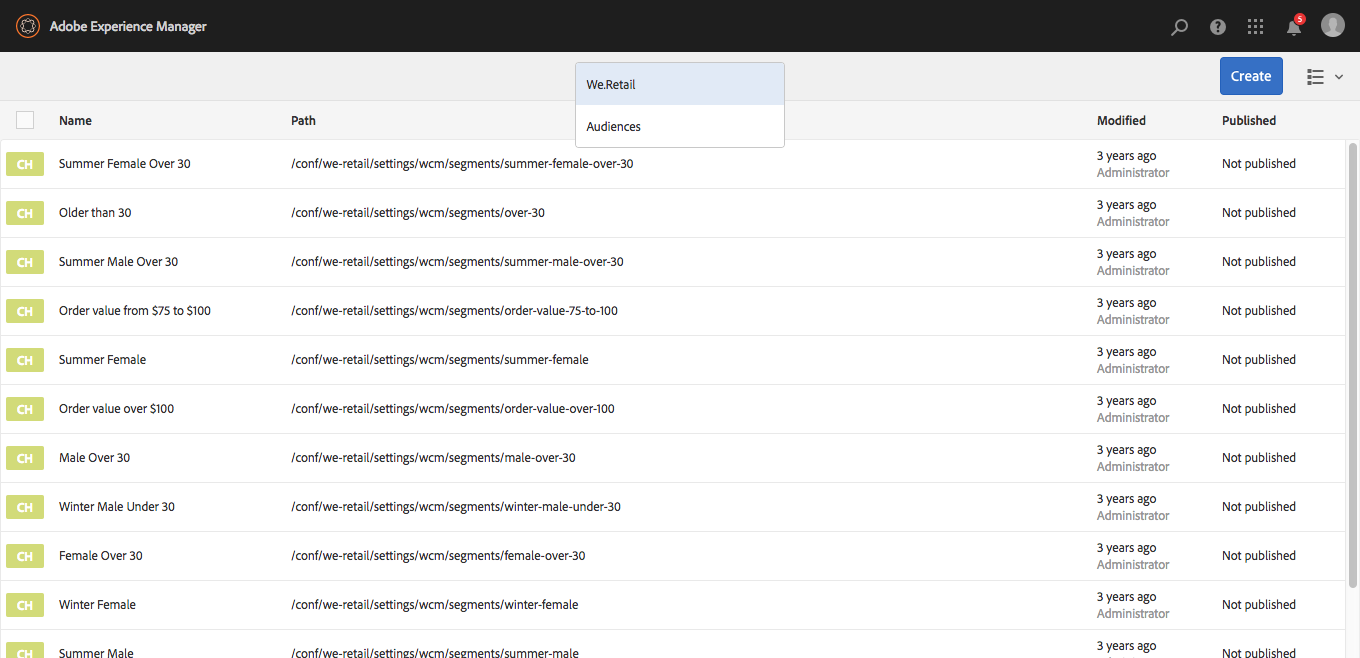 Adobe Experience Manager
5
We.Retail
Audiences
Create
Name Path Modified Published
CH Summer Female Over 30 /conf/we-retail/settings/wcm/segments/summer-female-over-30 3 years ago Not published
Administrator
CH Older than 30 /conf/we-retail/settings/wcm/segments/over-30 3 years ago Not published
Administrator
CH Summer Male Over 30 /conf/we-retail/settings/wcm/segments/summer-male-over-30 3 years ago Not published
Administrator
CH Order value from $75 to $100 /conf/we-retail/settings/wcm/segments/order-value-75-to-100 3 years ago Not published
Administrator
CH Summer Female /conf/we-retail/settings/wcm/segments/summer-female 3 years ago Not published
Administrator
CH Order value over $100 /conf/we-retail/settings/wcm/segments/order-value-over-100 3 years ago Not published
Administrator
CH Male Over 30 /conf/we-retail/settings/wcm/segments/male-over-30 3 years ago Not published
Administrator
CH Winter Male Under 30 /conf/we-retail/settings/wcm/segments/winter-male-under-30 3 years ago Not published
Administrator
CH Female Over 30 /conf/we-retail/settings/wcm/segments/female-over-30 3 years ago Not published
Administrator
CH Winter Female /conf/we-retail/settings/wcm/segments/winter-female 3 years ago Not published
Administrator
CH Summer Male /conf/we-retail/settings/wcm/segments/summer-male 3 years ago Not published